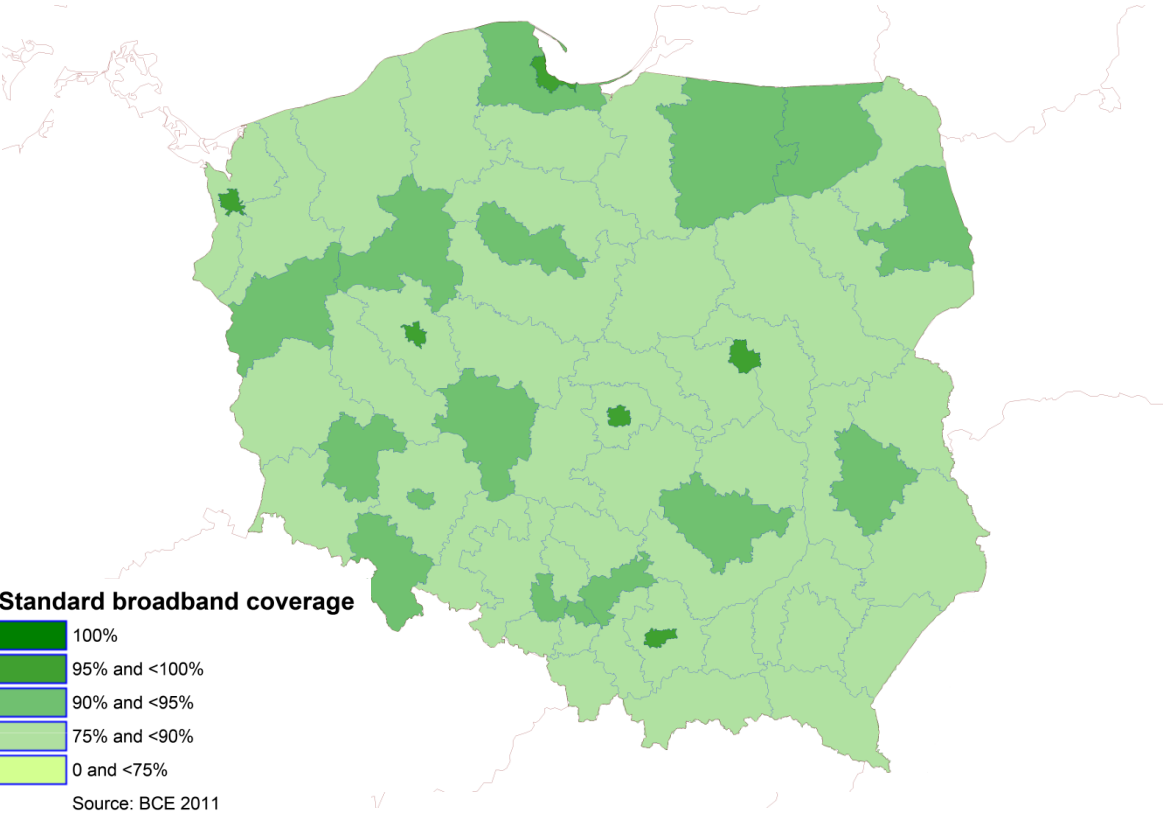 Standard broadband coverage
100%
95% and <100%
90% and <95%
75% and <90%
0 and <75%
Source: BCE 2011